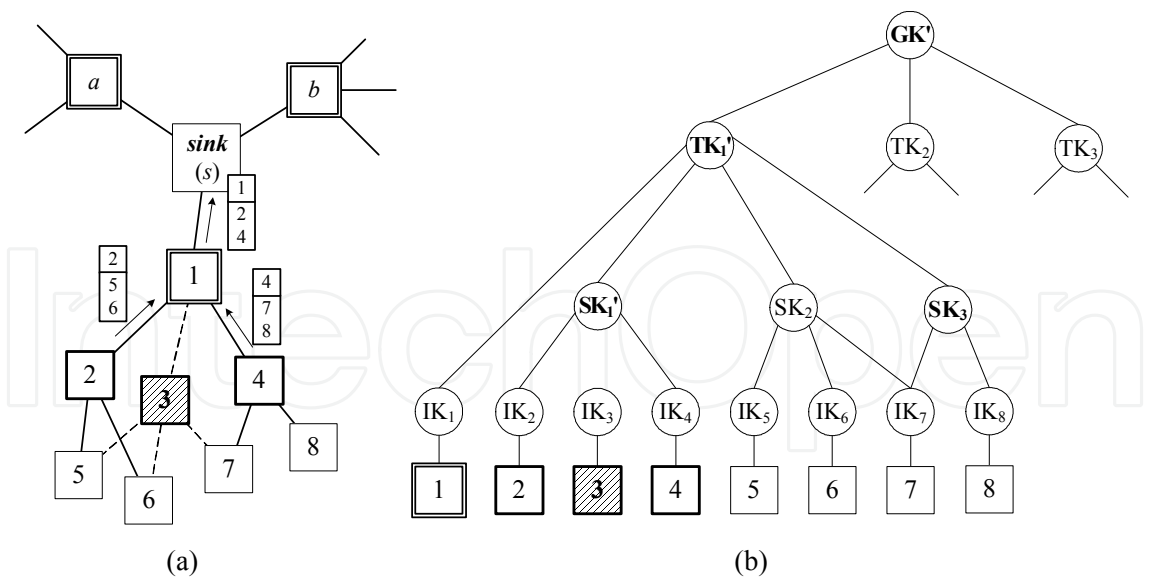 a
b
sink
(s)
1
2
4
1
2
5
6
4
7
8
2
3
4
5
6
7
8
(a)
GK'
TK₁'
TK₂
TK₃
SK₁'
SK₂
SK₃
IK₁ IK₂ IK₃ IK₄ IK₅ IK₆ IK₇ IK₈
1 2 3 4 5 6 7 8
(b)
IntechOpen